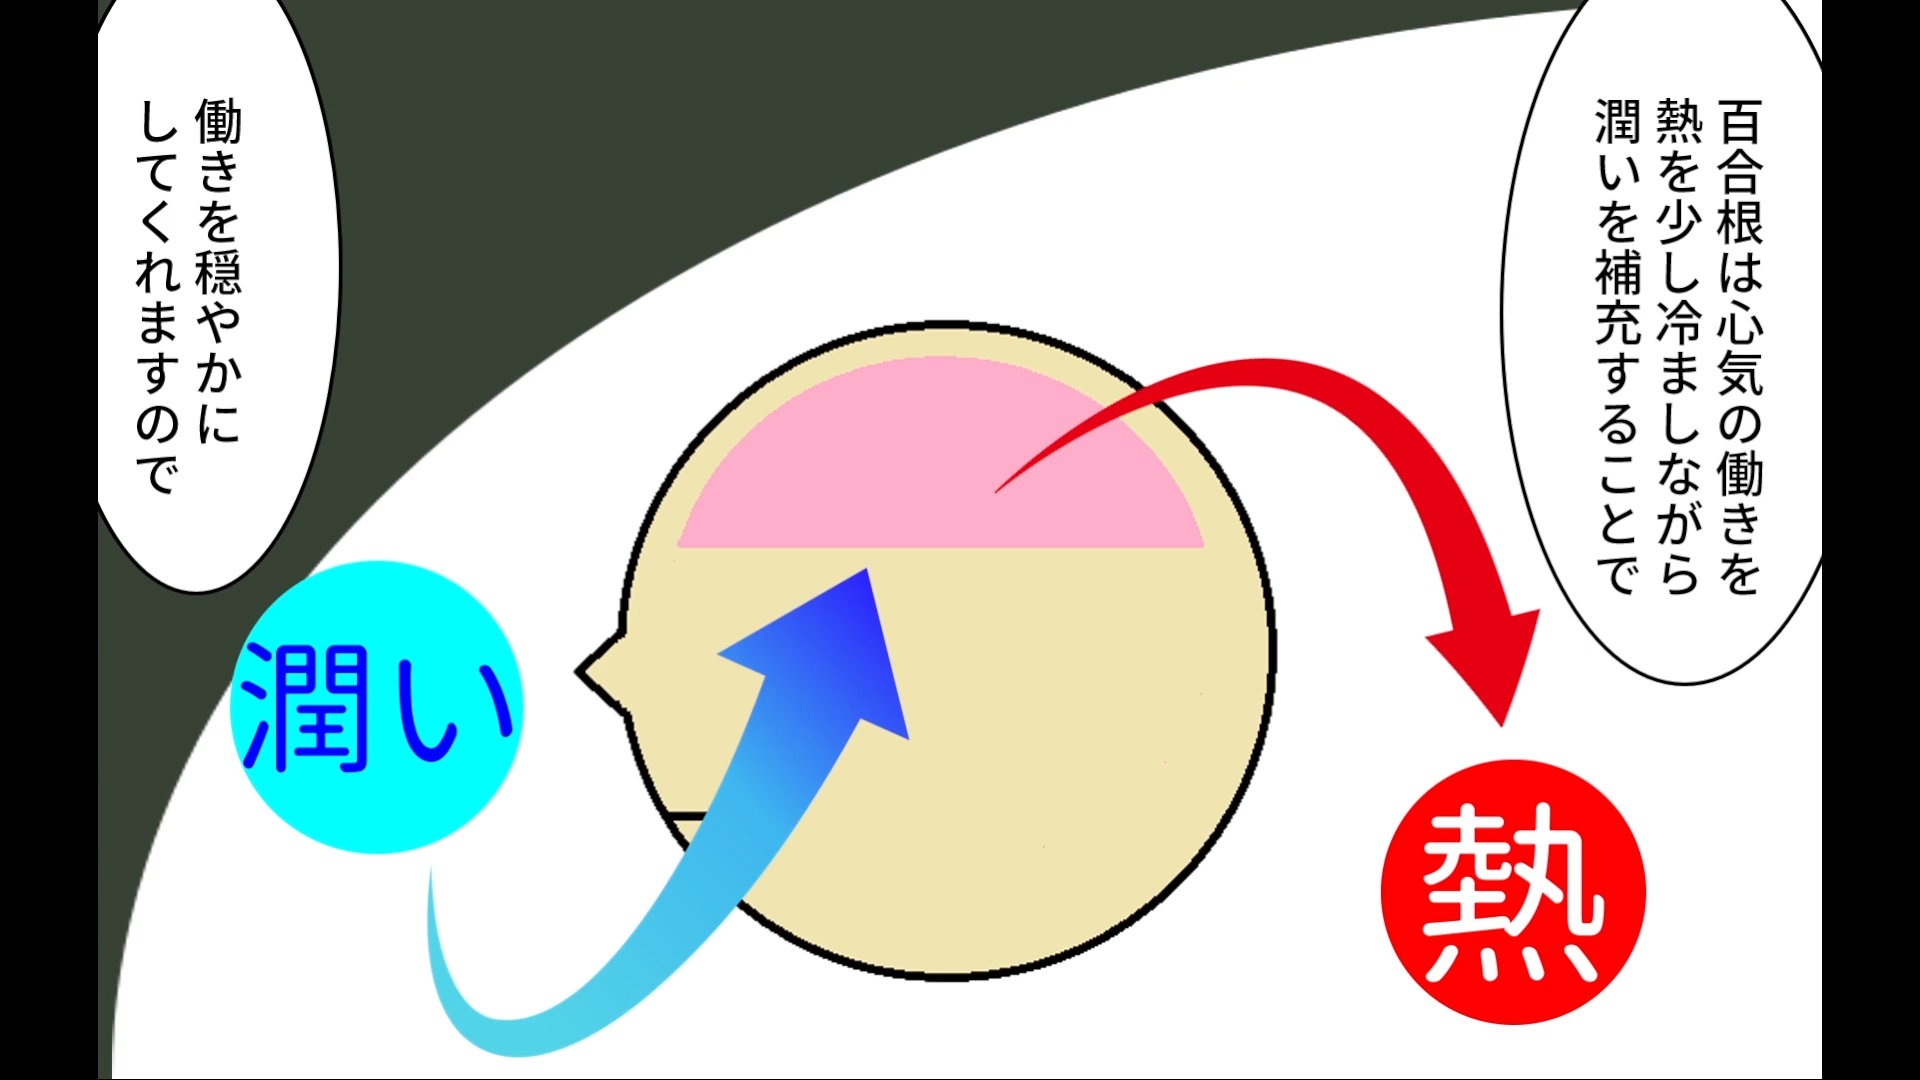 百合根は心気の働きを
熱を少し冷ましながら
潤いを補充することで
働きを穏やかに
してくれますので
潤い
熱